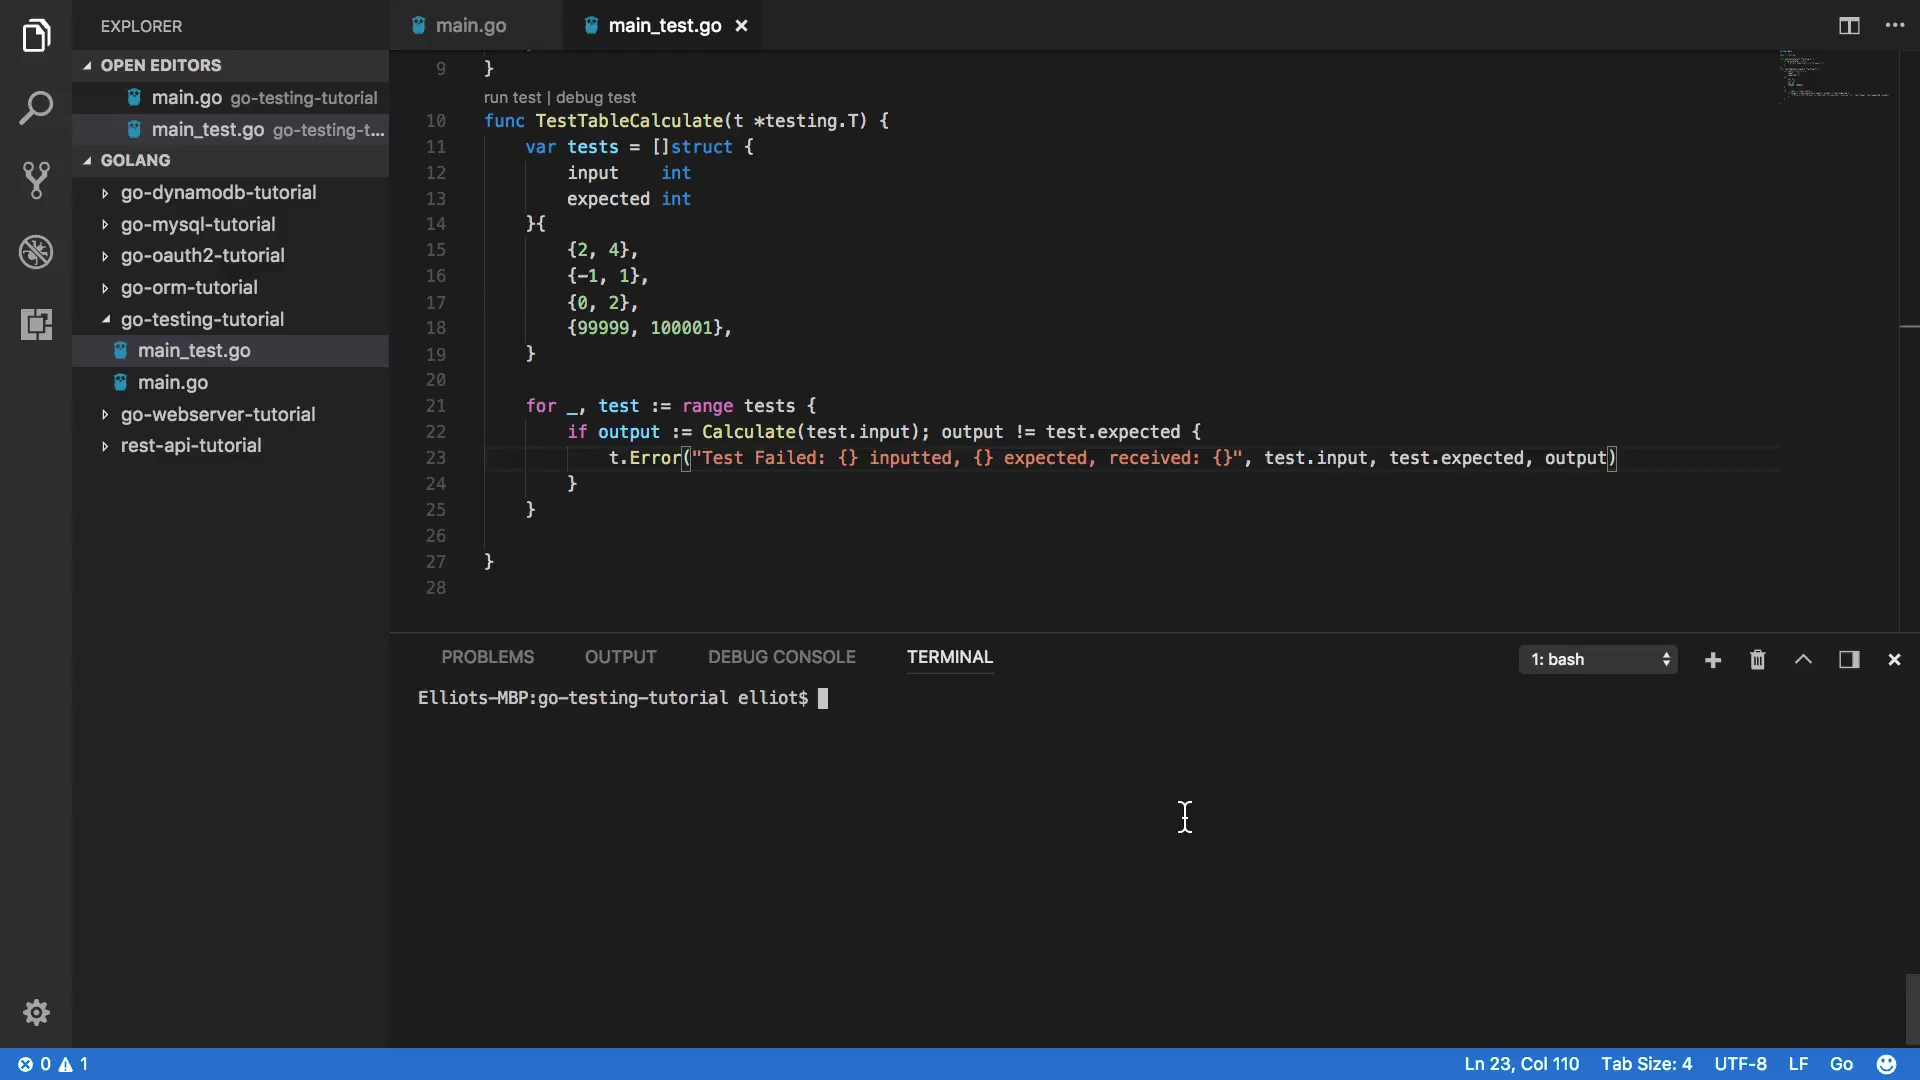 EXPLORER
OPEN EDITORS
main.go go-testing-tutorial
main_test.go go-testing-t...
GOLANG
go-dynamodb-tutorial
go-mysql-tutorial
go-oauth2-tutorial
go-orm-tutorial
go-testing-tutorial
main_test.go
main.go
go-webserver-tutorial
rest-api-tutorial
main.go
main_test.go
9 }
run test | debug test
10 func TestTableCalculate(t *testing.T) {
11 var tests = []struct {
12 input int
13 expected int
14 }{
15 {2, 4},
16 {-1, 1},
17 {0, 2},
18 {99999, 100001},
19 }
20
21 for _, test := range tests {
22 if output := Calculate(test.input); output != test.expected {
23 t.Error("Test Failed: {} inputted, {} expected, received: {}", test.input, test.expected, output)
24 }
25 }
26
27 }
28
PROBLEMS OUTPUT DEBUG CONSOLE TERMINAL
1: bash
Elliots-MBP:go-testing-tutorial elliot$
0 1
Ln 23, Col 110 Tab Size: 4 UTF-8 LF Go